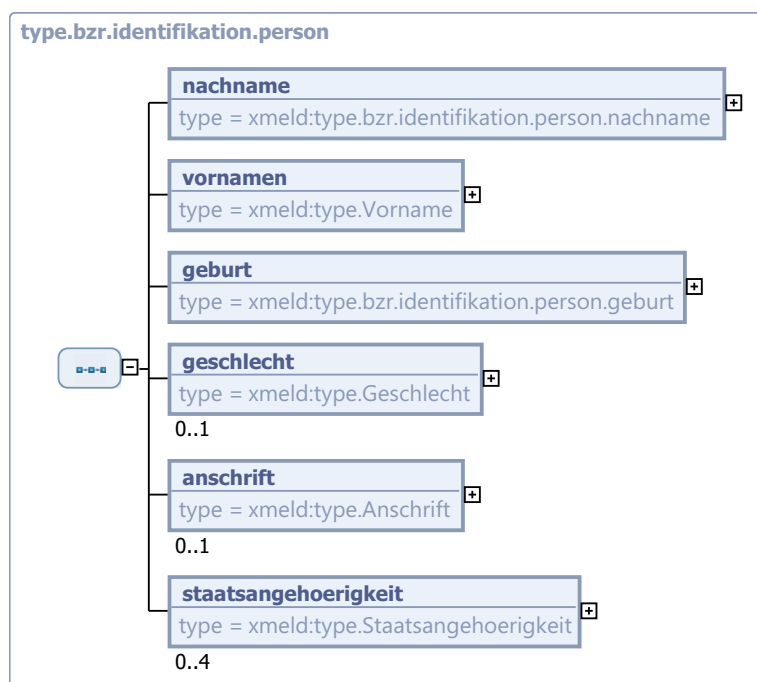 type.bzr.identifikation.person
nachname
type = xmeld:type.bzr.identifikation.person.nachname
vornamen
type = xmeld:type.Vorname
geburt
type = xmeld:type.bzr.identifikation.person.geburt
geschlecht
type = xmeld:type.Geschlecht
0..1
anschrift
type = xmeld:type.Anschrift
0..1
staatsangehoerigkeit
type = xmeld:type.Staatsangehoerigkeit
0..4